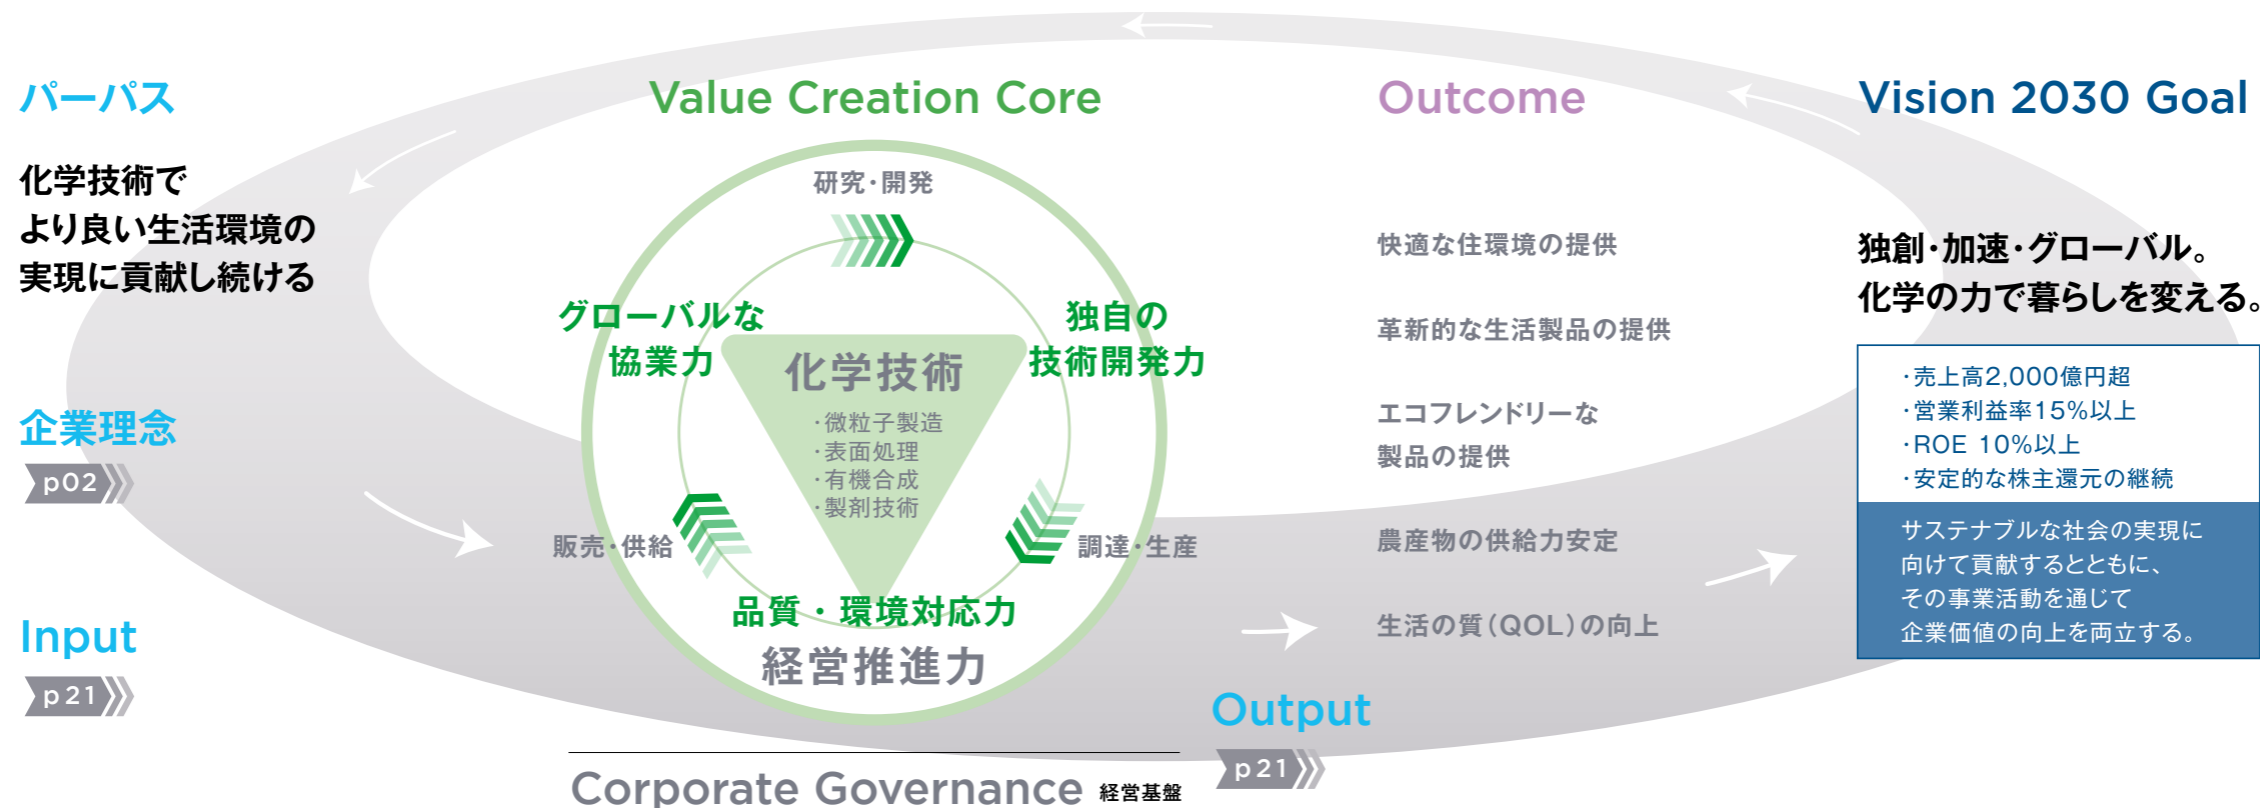 パーパス
化学技術で
より良い生活環境の
実現に貢献し続ける
企業理念
p02
Input
p21
Value Creation Core
研究・開発
グローバルな
協業力
独自の
技術開発力
化学技術
・微粒子製造
・表面処理
・有機合成
・製剤技術
販売・供給
調達・生産
品質・環境対応力
経営推進力
Corporate Governance 経営基盤
Output
p21
Outcome
快適な住環境の提供
革新的な生活製品の提供
エコフレンドリーな
製品の提供
農産物の供給力安定
生活の質(QOL)の向上
Vision 2030 Goal
独創・加速・グローバル。
化学の力で暮らしを変える。
・売上高2,000億円超
・営業利益率15%以上
・ROE 10%以上
・安定的な株主還元の継続
サステナブルな社会の実現に
向けて貢献するとともに、
その事業活動を通じて
企業価値の向上を両立する。